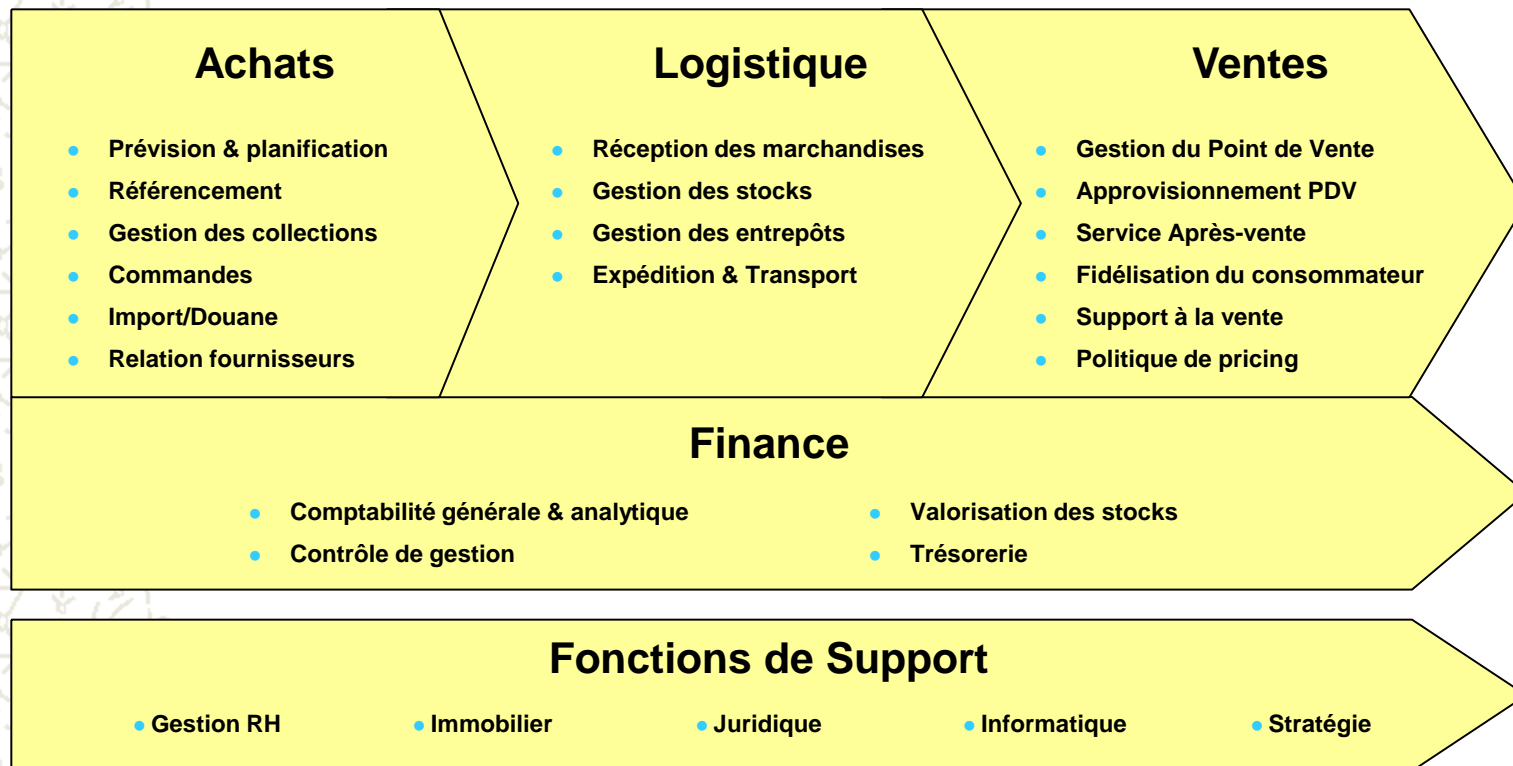 Achats
Prévision & planification
Référencement
Gestion des collections
Commandes
Import/Douane
Relation fournisseurs
Logistique
Réception des marchandises
Gestion des stocks
Gestion des entrepôts
Expédition & Transport
Ventes
Gestion du Point de Vente
Approvisionnement PDV
Service Après-vente
Fidélisation du consommateur
Support à la vente
Politique de pricing
Finance
Comptabilité générale & analytique
Contrôle de gestion
Valorisation des stocks
Trésorerie
Fonctions de Support
Gestion RH
Immobilier
Juridique
Informatique
Stratégie